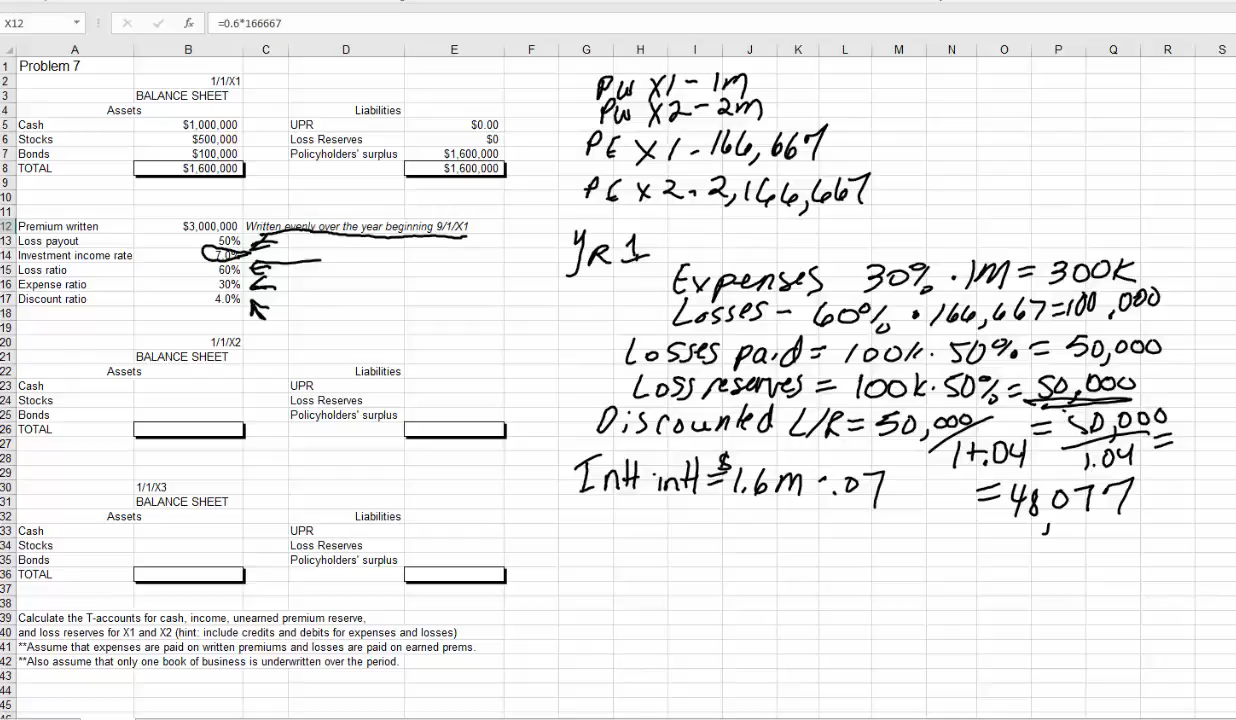 X12 fx =0.6*166667
A B C D E F G H I J K L M N O P Q R S
1 Problem 7
2 1/1/X1
3 BALANCE SHEET
4 Assets Liabilities
5 Cash $1,000,000 UPR $0.00
6 Stocks $500,000 Loss Reserves $0
7 Bonds $100,000 Policyholders' surplus $1,600,000
8 TOTAL $1,600,000 $1,600,000
9
10
11
12 Premium written $3,000,000 Written evenly over the year beginning 9/1/X1
13 Loss payout 50%
14 Investment income rate 7.0%
15 Loss ratio 60%
16 Expense ratio 30%
17 Discount ratio 4.0%
18
19
20 1/1/X2
21 BALANCE SHEET
22 Assets Liabilities
23 Cash UPR
24 Stocks Loss Reserves
25 Bonds Policyholders' surplus
26 TOTAL
27
28
29
30 1/1/X3
31 BALANCE SHEET
32 Assets Liabilities
33 Cash UPR
34 Stocks Loss Reserves
35 Bonds Policyholders' surplus
36 TOTAL
37
38
39 Calculate the T-accounts for cash, income, unearned premium reserve,
40 and loss reserves for X1 and X2 (hint: include credits and debits for expenses and losses)
41 **Assume that expenses are paid on written premiums and losses are paid on earned prems.
42 **Also assume that only one book of business is underwritten over the period.
43
44
45
PW X1 - 1m
PW X2 - 2m
PE X1 - 166,667
PE X2 - 2,166,667
YR 1
Expenses 30% · 1M = 300K
Losses - 60% · 166,667 = 100,000
Losses paid = 100k · 50% = 50,000
Loss reserves = 100k · 50% = 50,000
Discounted L/R = 50,000 / 1+.04 = 50,000 / 1.04 =
= 48,077
Int intl = $1.6m · .07